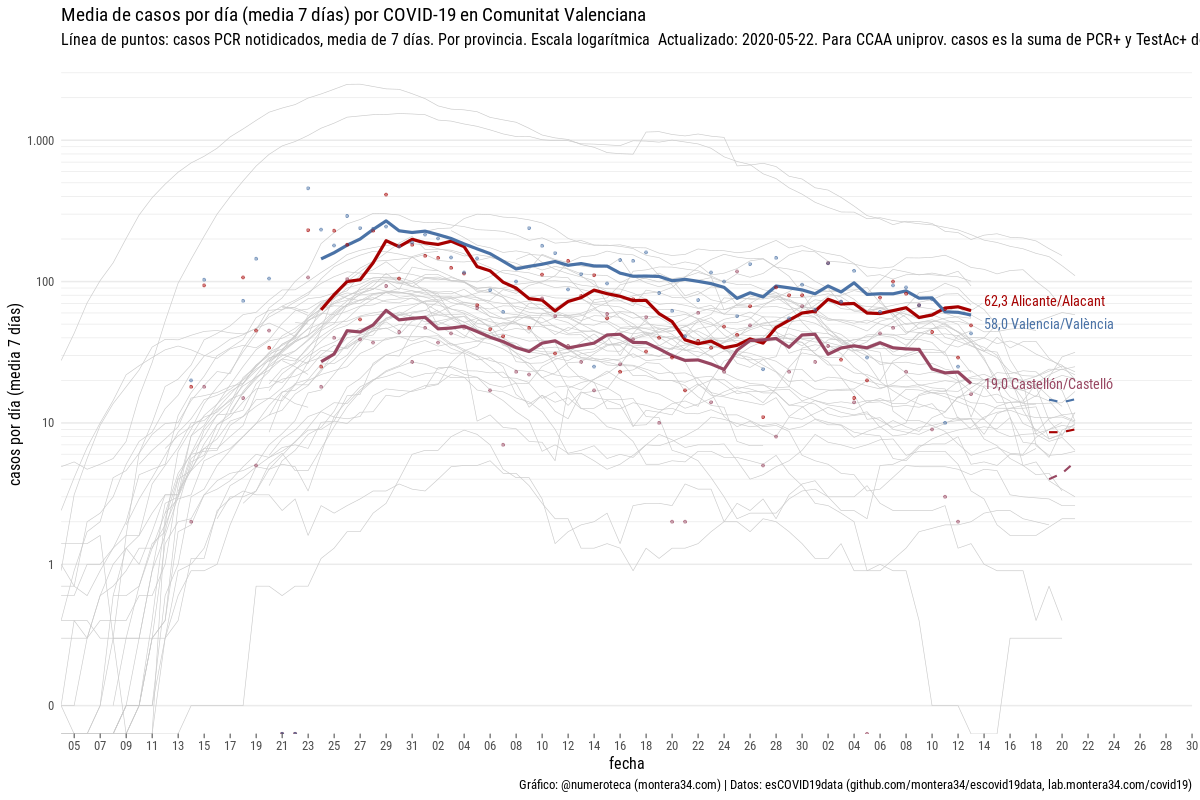 Media de casos por día (media 7 días) por COVID-19 en Comunitat Valenciana
Línea de puntos: casos PCR notidicados, media de 7 días. Por provincia. Escala logarítmica Actualizado: 2020-05-22. Para CCAA uniprov. casos es la suma de PCR+ y TestAc+ d
casos por día (media 7 días)
1.000
100
10
1
0
62,3 Alicante/Alacant
58,0 Valencia/València
19,0 Castellón/Castelló
05 07 09 11 13 15 17 19 21 23 25 27 29 31 02 04 06 08 10 12 14 16 18 20 22 24 26 28 30 02 04 06 08 10 12 14 16 18 20 22 24 26 28 30
fecha
Gráfico: @numeroteca (montera34.com) | Datos: esCOVID19data (github.com/montera34/escovid19data, lab.montera34.com/covid19)